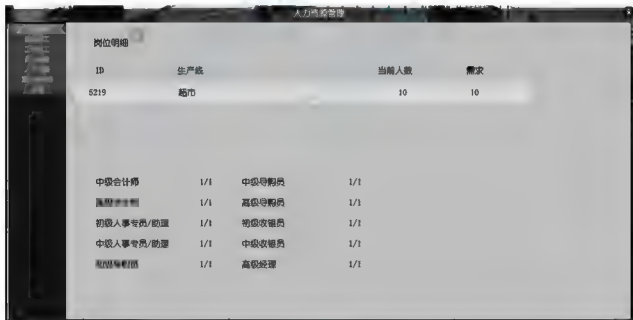 人力资源管理
岗位明细
ID 生产线 当前人数 需求
5219 超市 10 10
中级会计师 1/1 中级导购员 1/1
1/1 高级导购员 1/1
初级人事专员/助理 1/1 初级收银员 1/1
中级人事专员/助理 1/1 中级收银员 1/1
1/1 高级经理 1/1